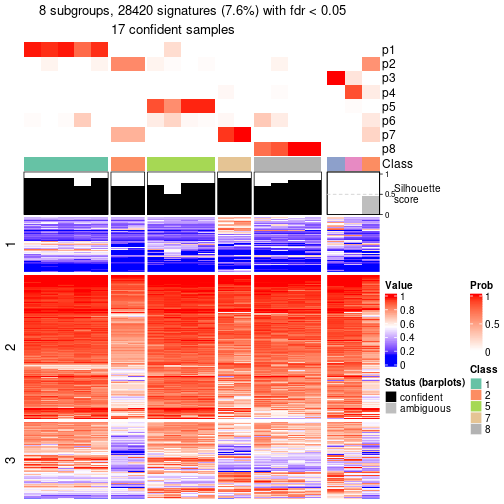 8 subgroups, 28420 signatures (7.6%) with fdr < 0.05
17 confident samples
p1
p2
p3
p4
p5
p6
p7
p8
Class
1
0.5
0
Silhouette
score
1
2
3
Value
1
0.8
0.6
0.4
0.2
0
Prob
1
0.5
0
Status (barplots)
confident
ambiguous
Class
1
2
5
7
8